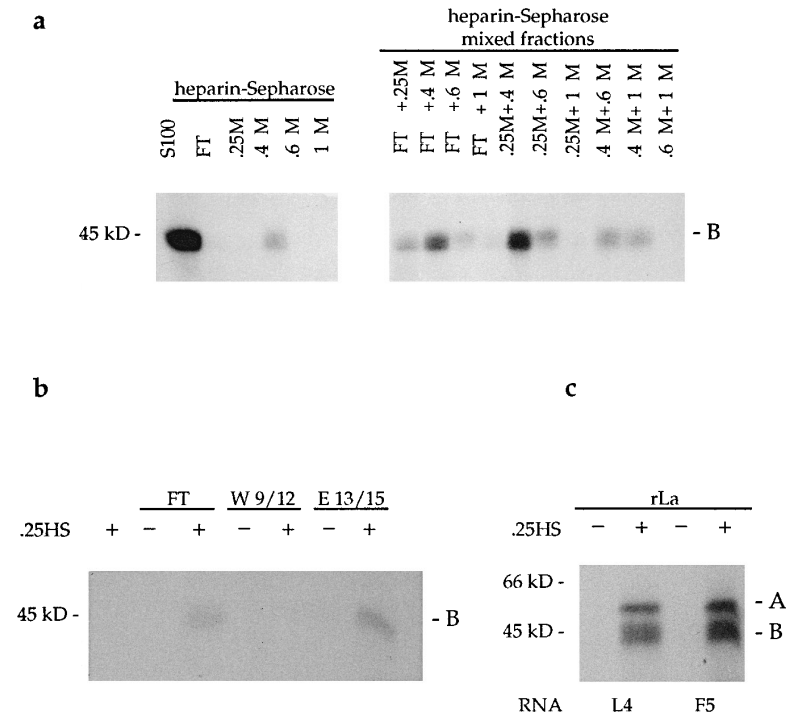 a
heparin-Sepharose
S100 FT .25M .4 M .6 M 1 M
heparin-Sepharose
mixed fractions
FT +.25M FT +.4 M FT +.6 M FT + 1 M .25M+.4 M .25M+.6 M .25M+ 1 M .4 M+.6 M .4 M+ 1 M .6 M+ 1 M
45 kD - - B
b
FT W 9/12 E 13/15
.25HS + − + − + − +
45 kD - - B
c
rLa
.25HS − + − +
66 kD -
- A
45 kD - - B
RNA L4 F5